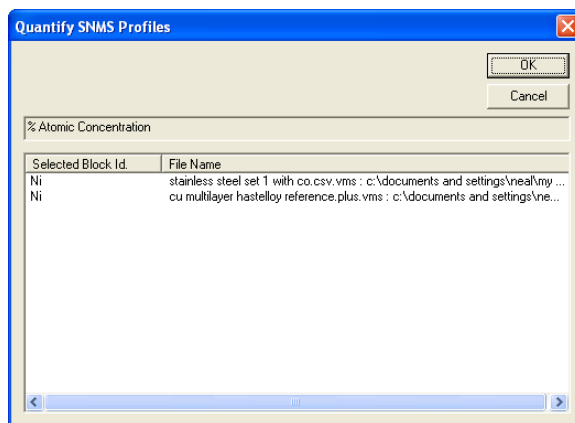 Quantify SNMS Profiles
OK
Cancel
% Atomic Concentration
Selected Block Id. File Name
Ni stainless steel set 1 with co.csv.vms : c:\documents and settings\neal\my ...
Ni cu multilayer hastelloy reference.plus.vms : c:\documents and settings\ne...